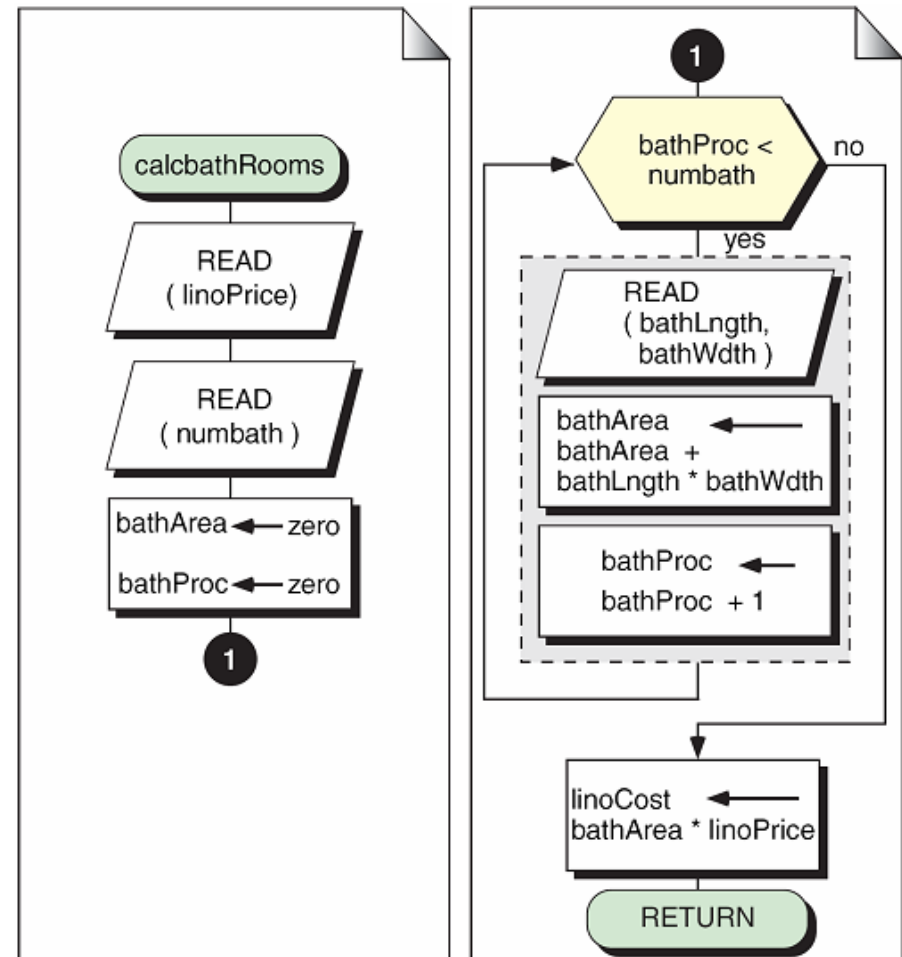 calcbathRooms
READ
( linoPrice)
READ
( numbath )
bathArea ← zero
bathProc ← zero
1
1
bathProc <
numbath
no
yes
READ
( bathLngth,
bathWdth )
bathArea ←
bathArea +
bathLngth * bathWdth
bathProc ←
bathProc + 1
linoCost ←
bathArea * linoPrice
RETURN